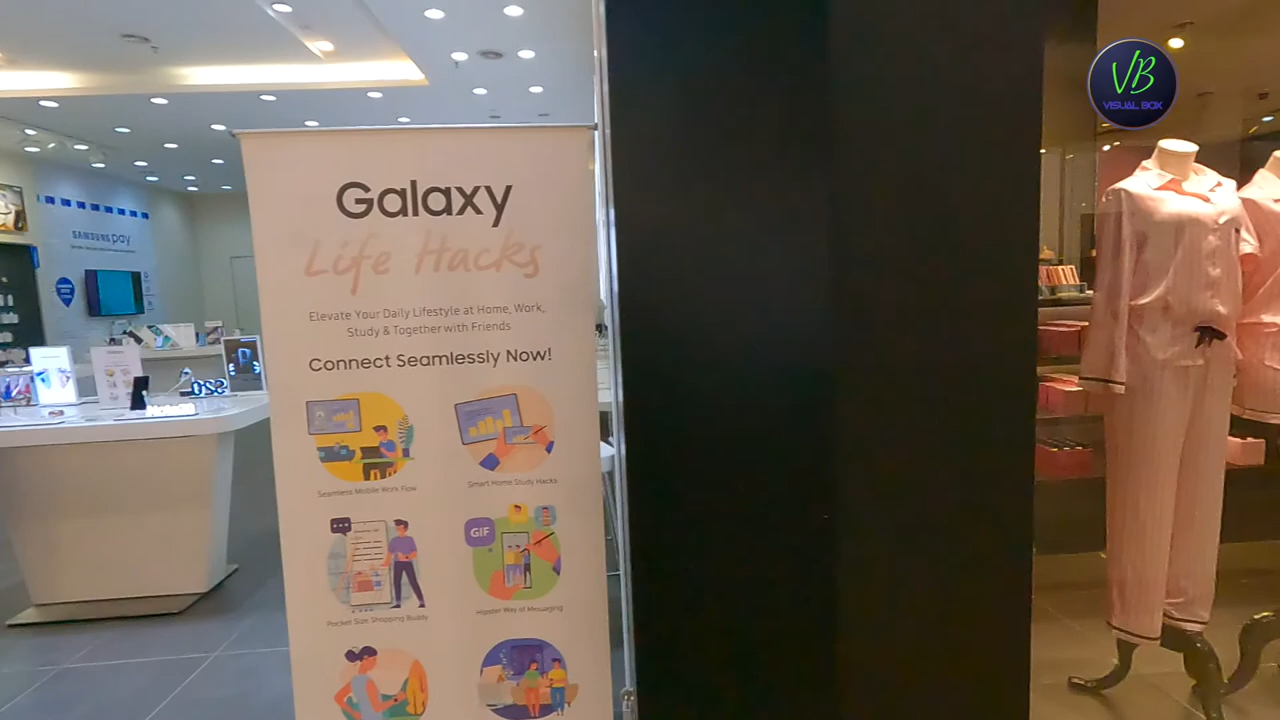 VB
VISUAL BOX
SAMSUNG pay
Galaxy
Life Hacks
Elevate Your Daily Lifestyle at Home, Work,
Study & Together with Friends
Connect Seamlessly Now!
Seamless Mobile Work Flow
Smart Home Study Hacks
GIF
Pocket Size Shopping Buddy
Hipster Way of Messaging
Galaxy
S20